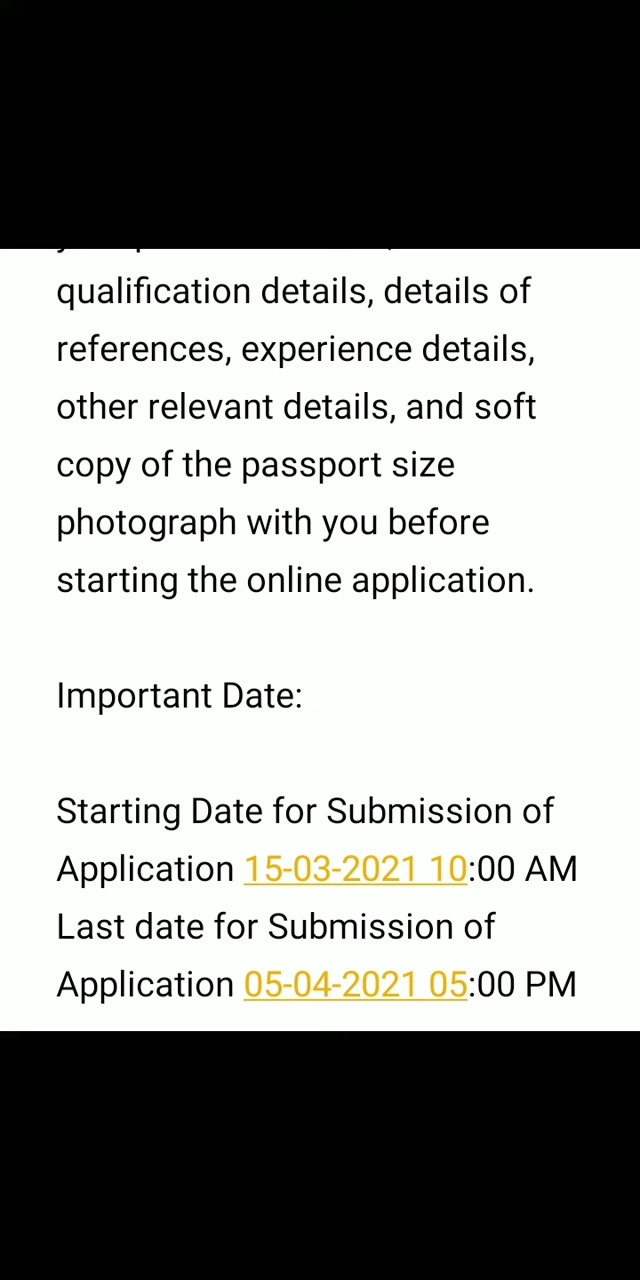 qualification details, details of
references, experience details,
other relevant details, and soft
copy of the passport size
photograph with you before
starting the online application.
Important Date:
Starting Date for Submission of
Application 15-03-2021 10:00 AM
Last date for Submission of
Application 05-04-2021 05:00 PM